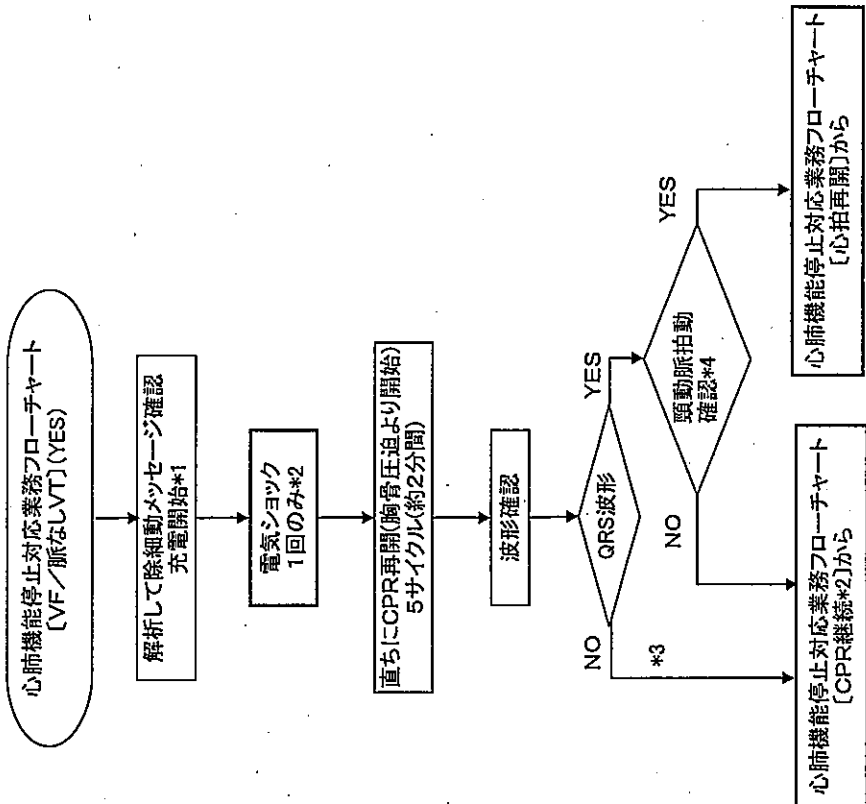 心肺機能停止対応業務フローチャート
[VF／脈なしVT](YES)
解析して除細動メッセージ確認
充電開始*1
電気ショック
1回のみ*2
直ちにCPR再開(胸骨圧迫より開始)
5サイクル(約2分間)
波形確認
QRS波形
YES
NO
*3
頸動脈拍動
確認*4
YES
NO
心肺機能停止対応業務フローチャート
[CPR継続*2]から
心肺機能停止対応業務フローチャート
[心拍再開]から